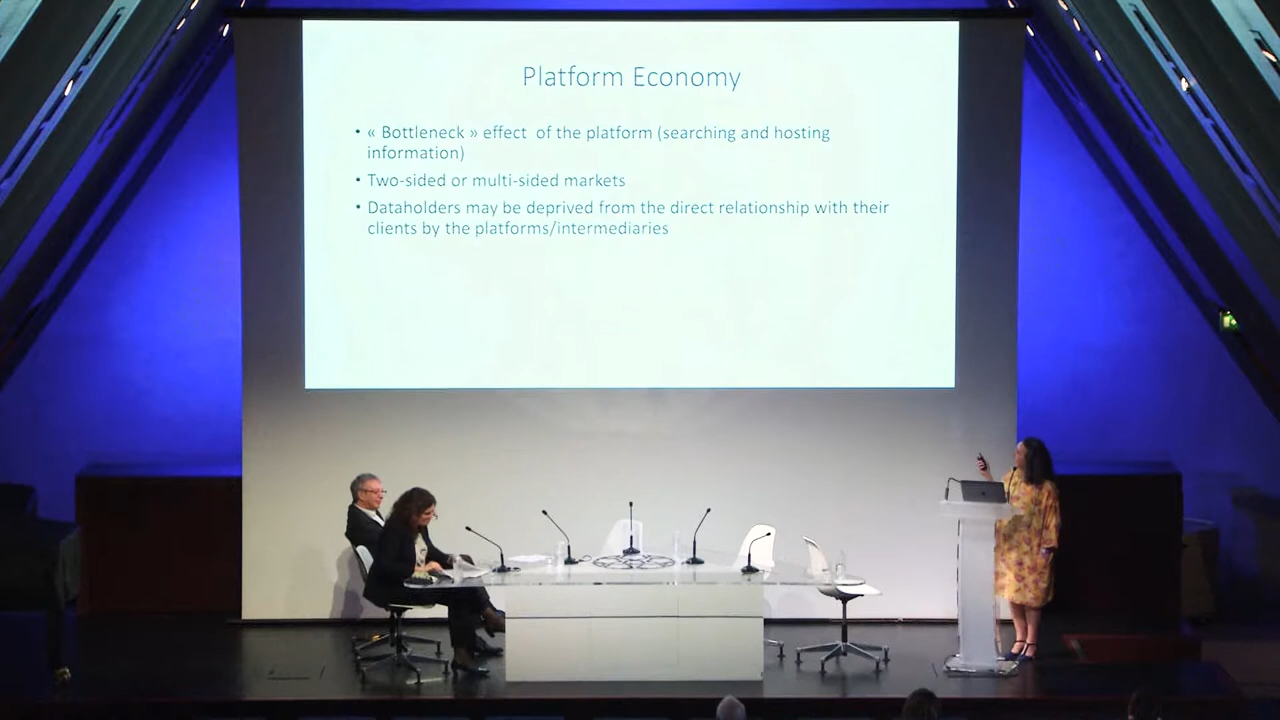 Platform Economy
• « Bottleneck » effect of the platform (searching and hosting
information)
• Two-sided or multi-sided markets
• Dataholders may be deprived from the direct relationship with their
clients by the platforms/intermediaries